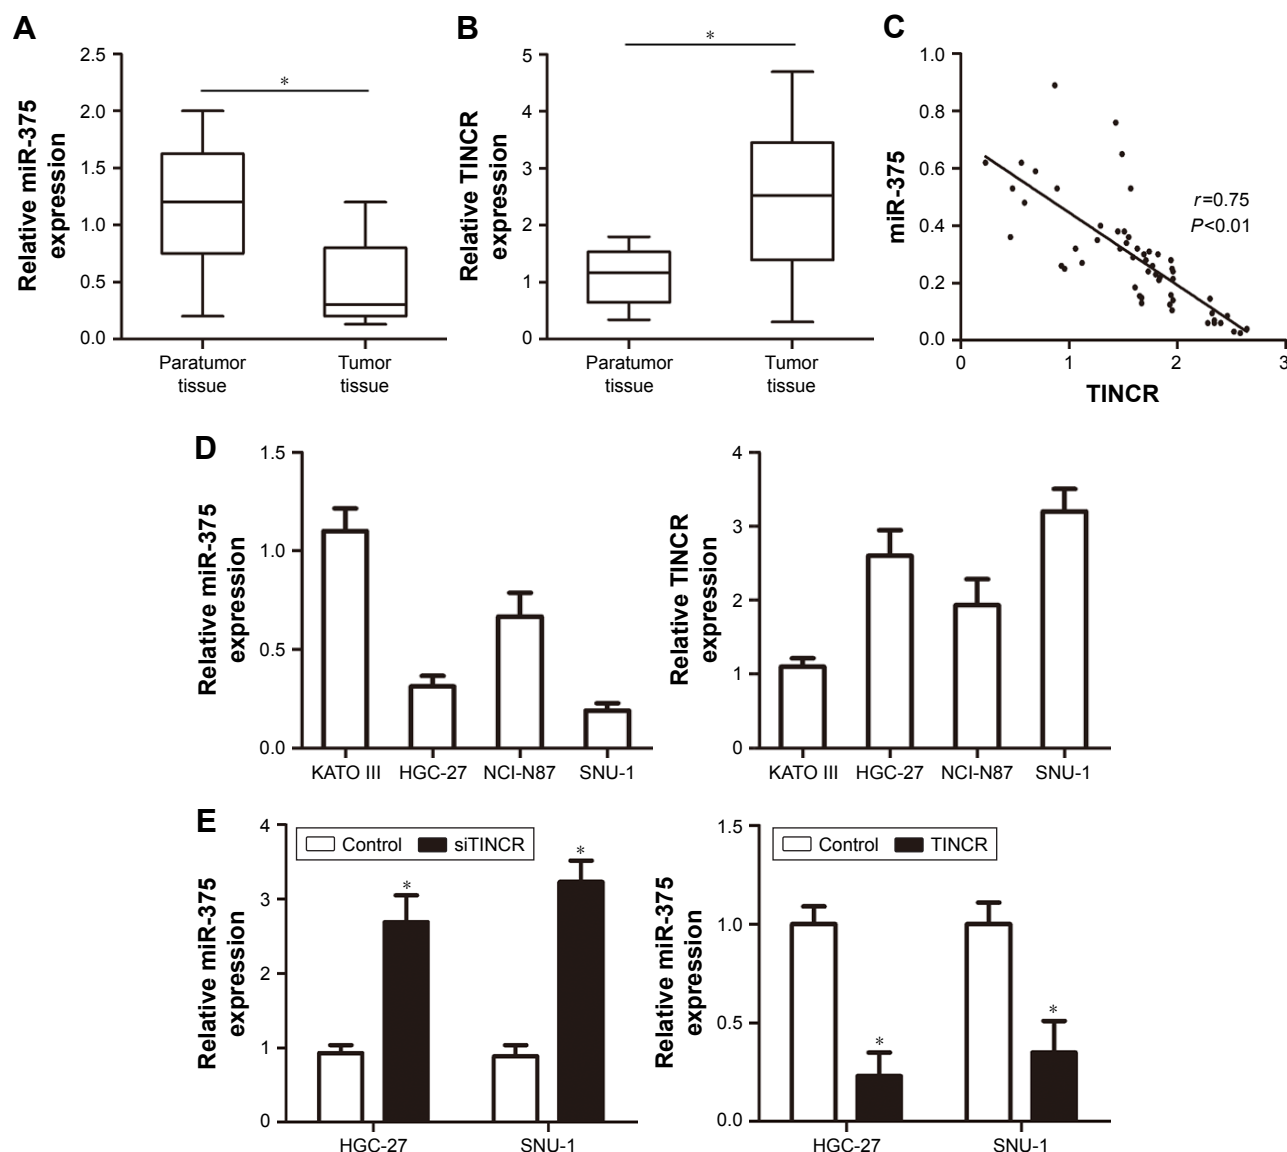 A
Relative miR-375
expression
2.5
2.0
1.5
1.0
0.5
0.0
*
Paratumor
tissue
Tumor
tissue
B
Relative TINCR
expression
5
4
3
2
1
0
*
Paratumor
tissue
Tumor
tissue
C
miR-375
1.0
0.8
0.6
0.4
0.2
0.0
r=0.75
P<0.01
0 1 2 3
TINCR
D
Relative miR-375
expression
1.5
1.0
0.5
0.0
KATO III HGC-27 NCI-N87 SNU-1
Relative TINCR
expression
4
3
2
1
0
KATO III HGC-27 NCI-N87 SNU-1
E
Relative miR-375
expression
4
3
2
1
0
Control siTINCR
*
*
HGC-27 SNU-1
Relative miR-375
expression
1.5
1.0
0.5
0.0
Control TINCR
*
*
HGC-27 SNU-1